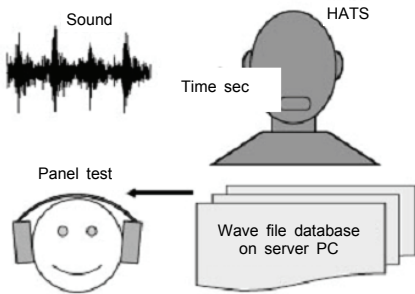 Sound
HATS
Time sec
Panel test
Wave file database
on server PC